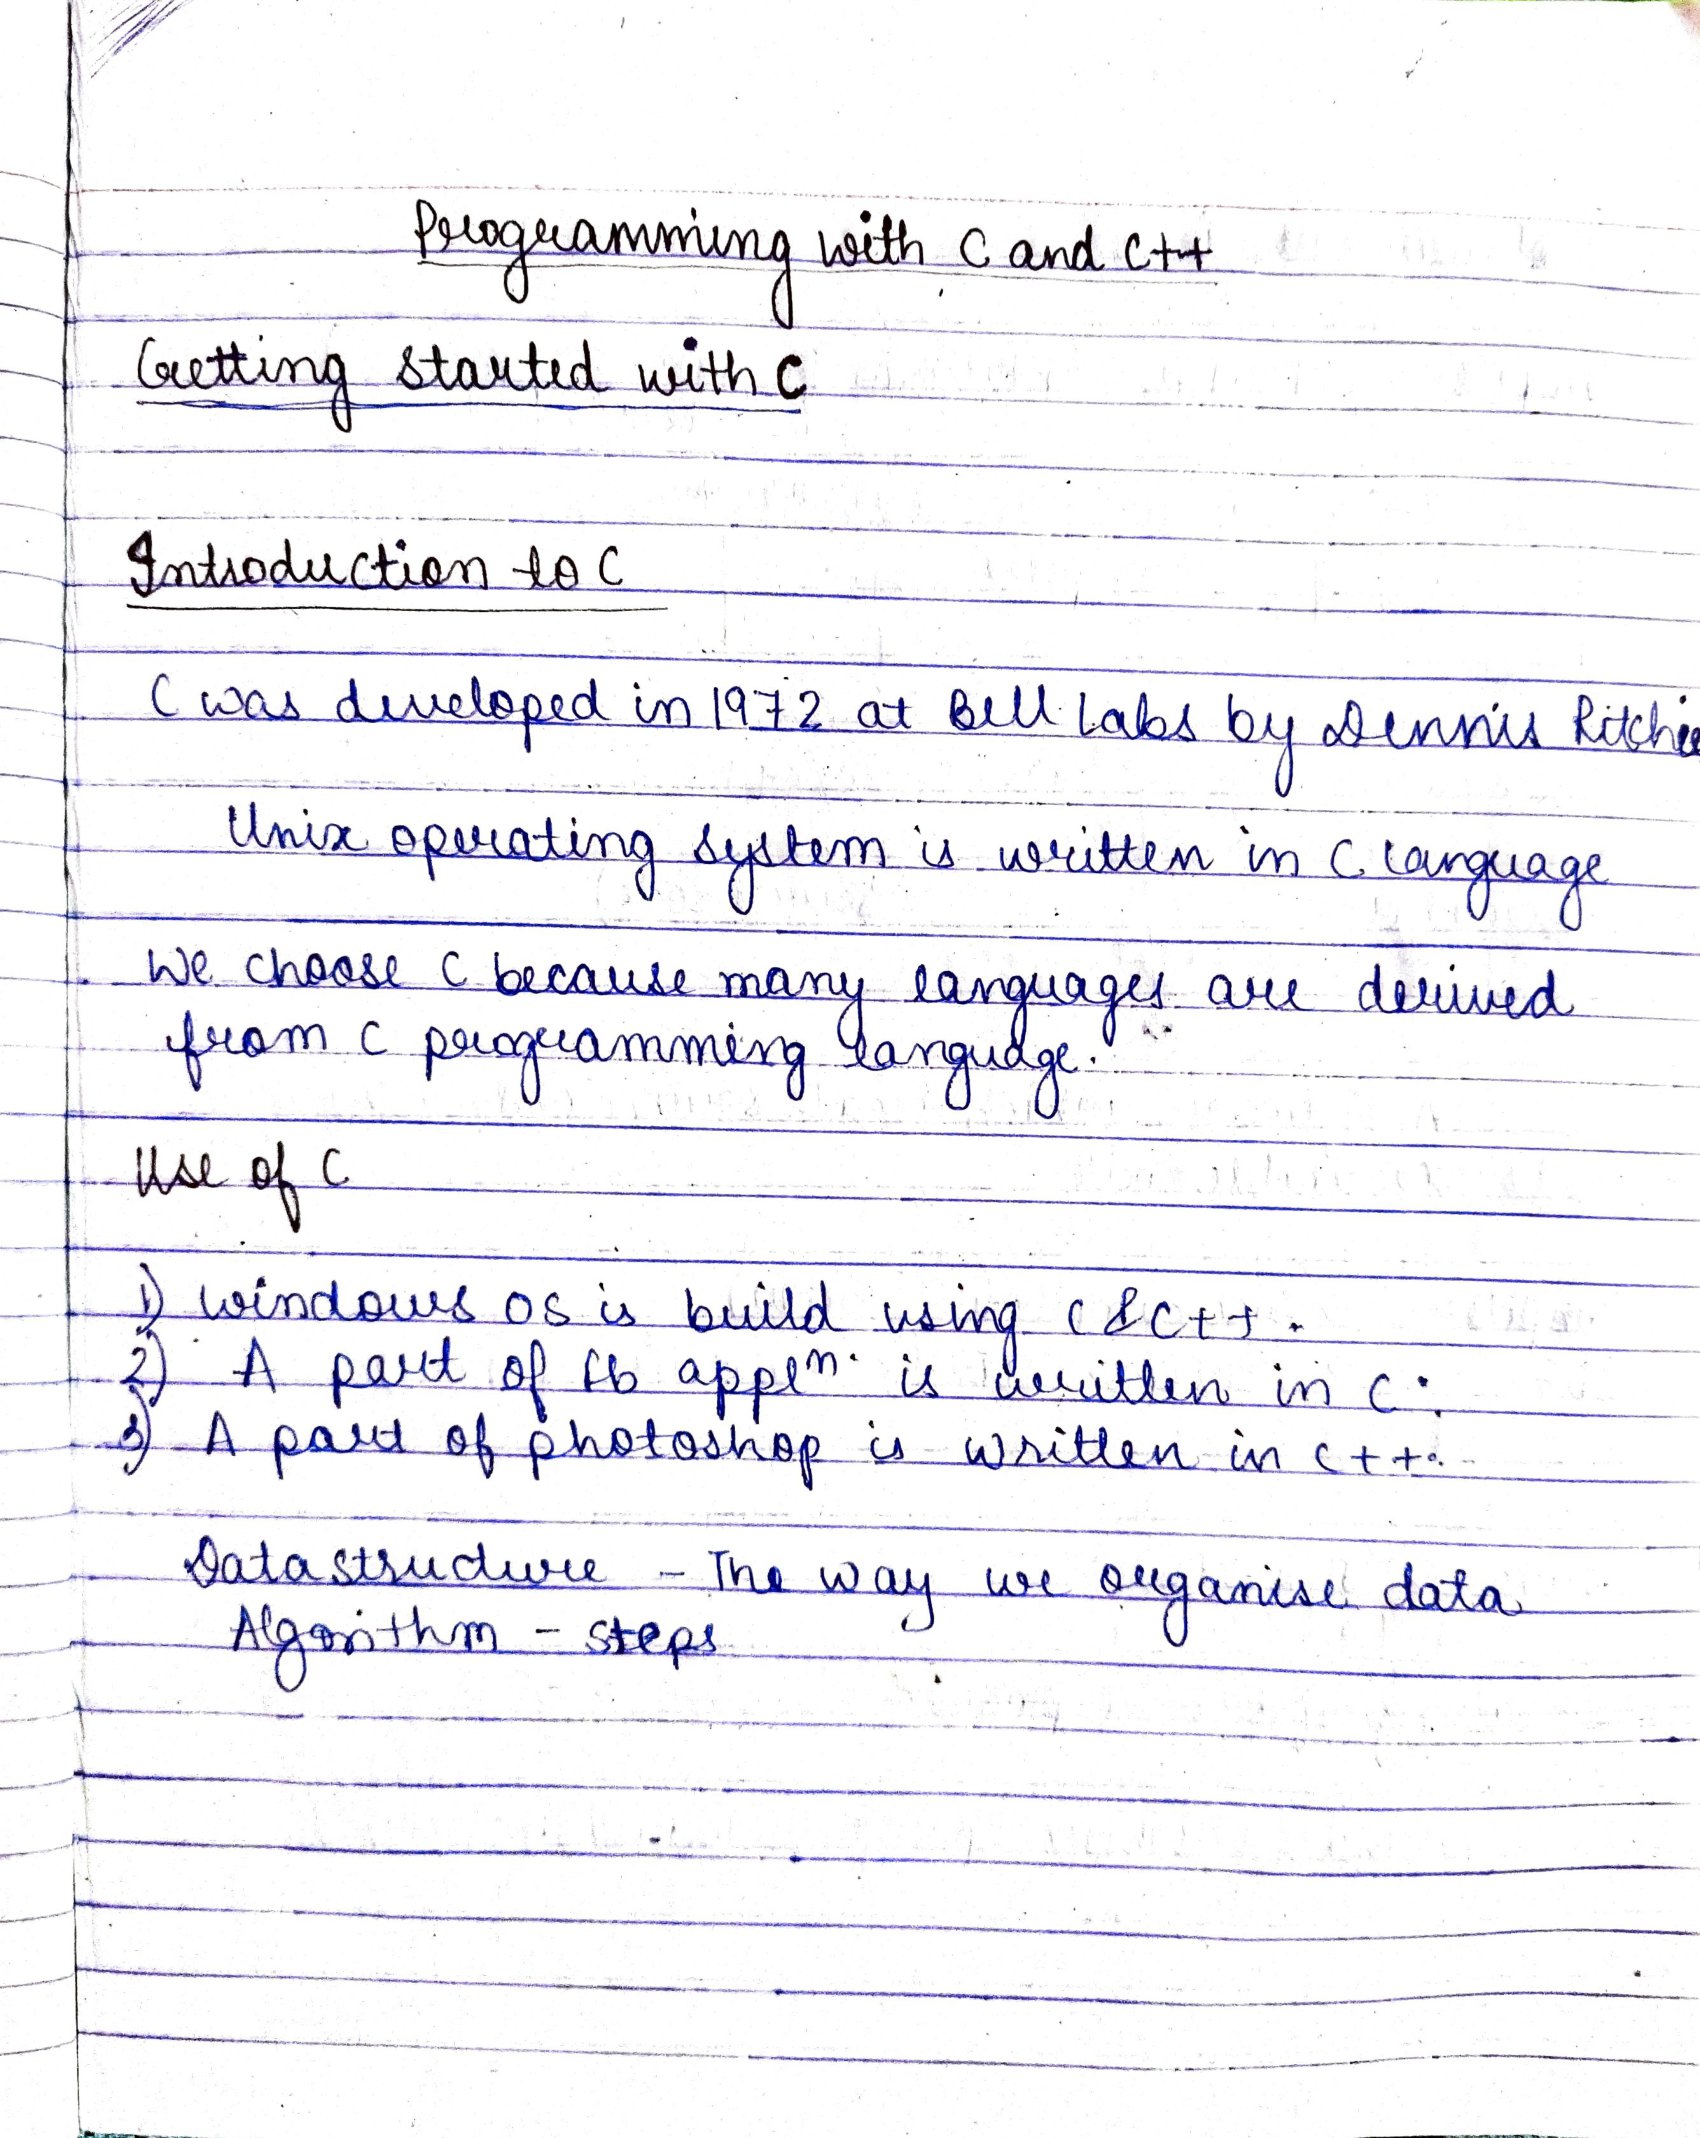 Programming with C and C++
Getting started with C
Introduction to C
C was developed in 1972 at Bell Labs by Dennis Ritchie
Unix operating system is written in C language
We choose C because many languages are derived
from C programming language.
Use of C
1) windows OS is build using C & C++.
2) A part of fb appln. is written in C.
3) A part of photoshop is written in C++.
Data structure - The way we organise data
Algorithm - steps